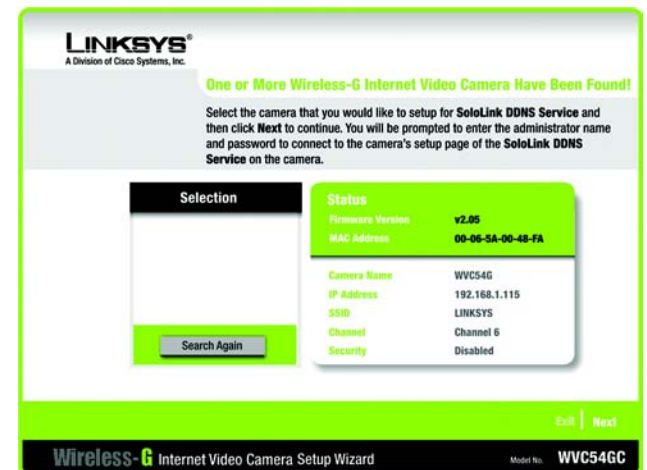 LINKSYS®
A Division of Cisco Systems, Inc.
One or More Wireless-G Internet Video Camera Have Been Found!
Select the camera that you would like to setup for SoloLink DDNS Service and
then click Next to continue. You will be prompted to enter the administrator name
and password to connect to the camera's setup page of the SoloLink DDNS
Service on the camera.
Selection
Search Again
Status
Firmware Version v2.05
MAC Address 00-06-5A-00-48-FA
Camera Name WVC54G
IP Address 192.168.1.115
SSID LINKSYS
Channel Channel 6
Security Disabled
Exit | Next
Wireless-G Internet Video Camera Setup Wizard Model No. WVC54GC